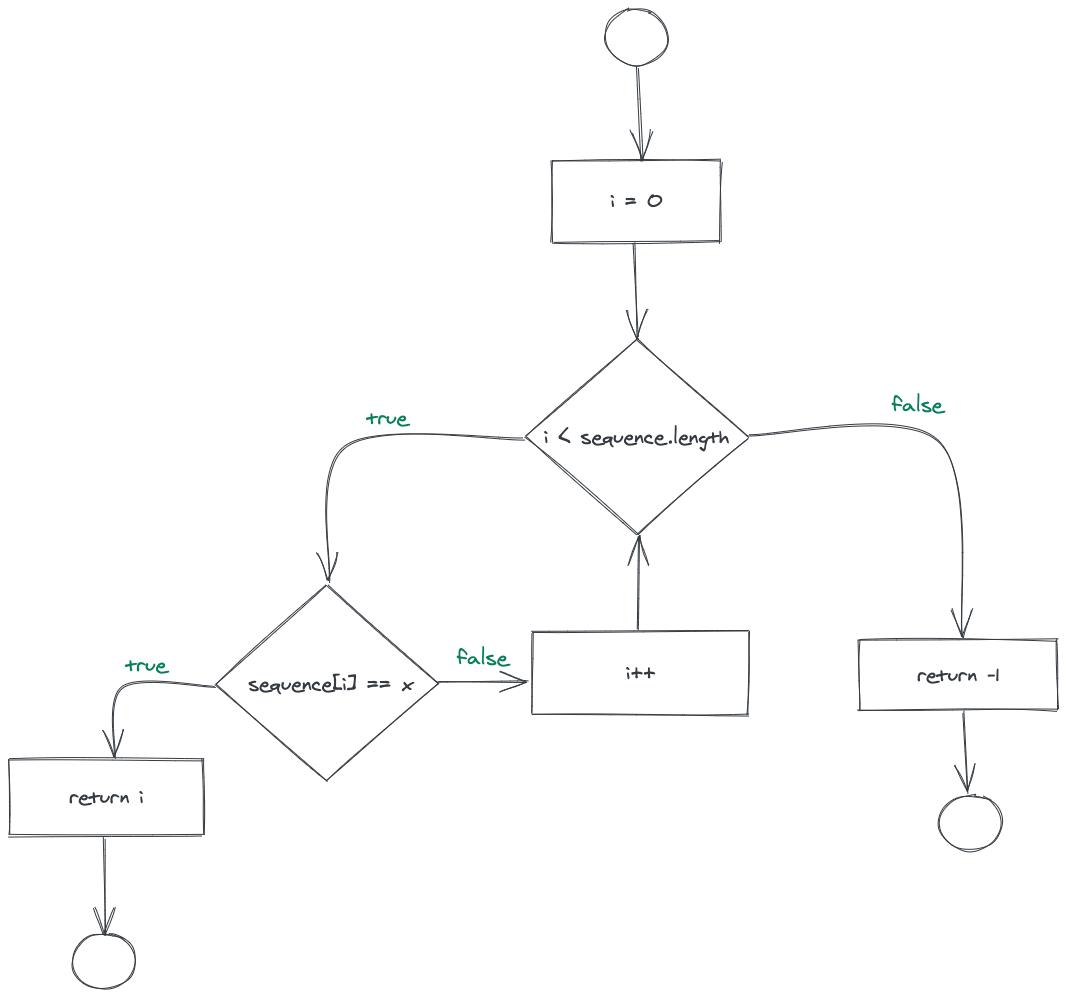 i = 0
true
false
i < sequence.length
true
false
sequence[i] == x
i++
return -1
return i